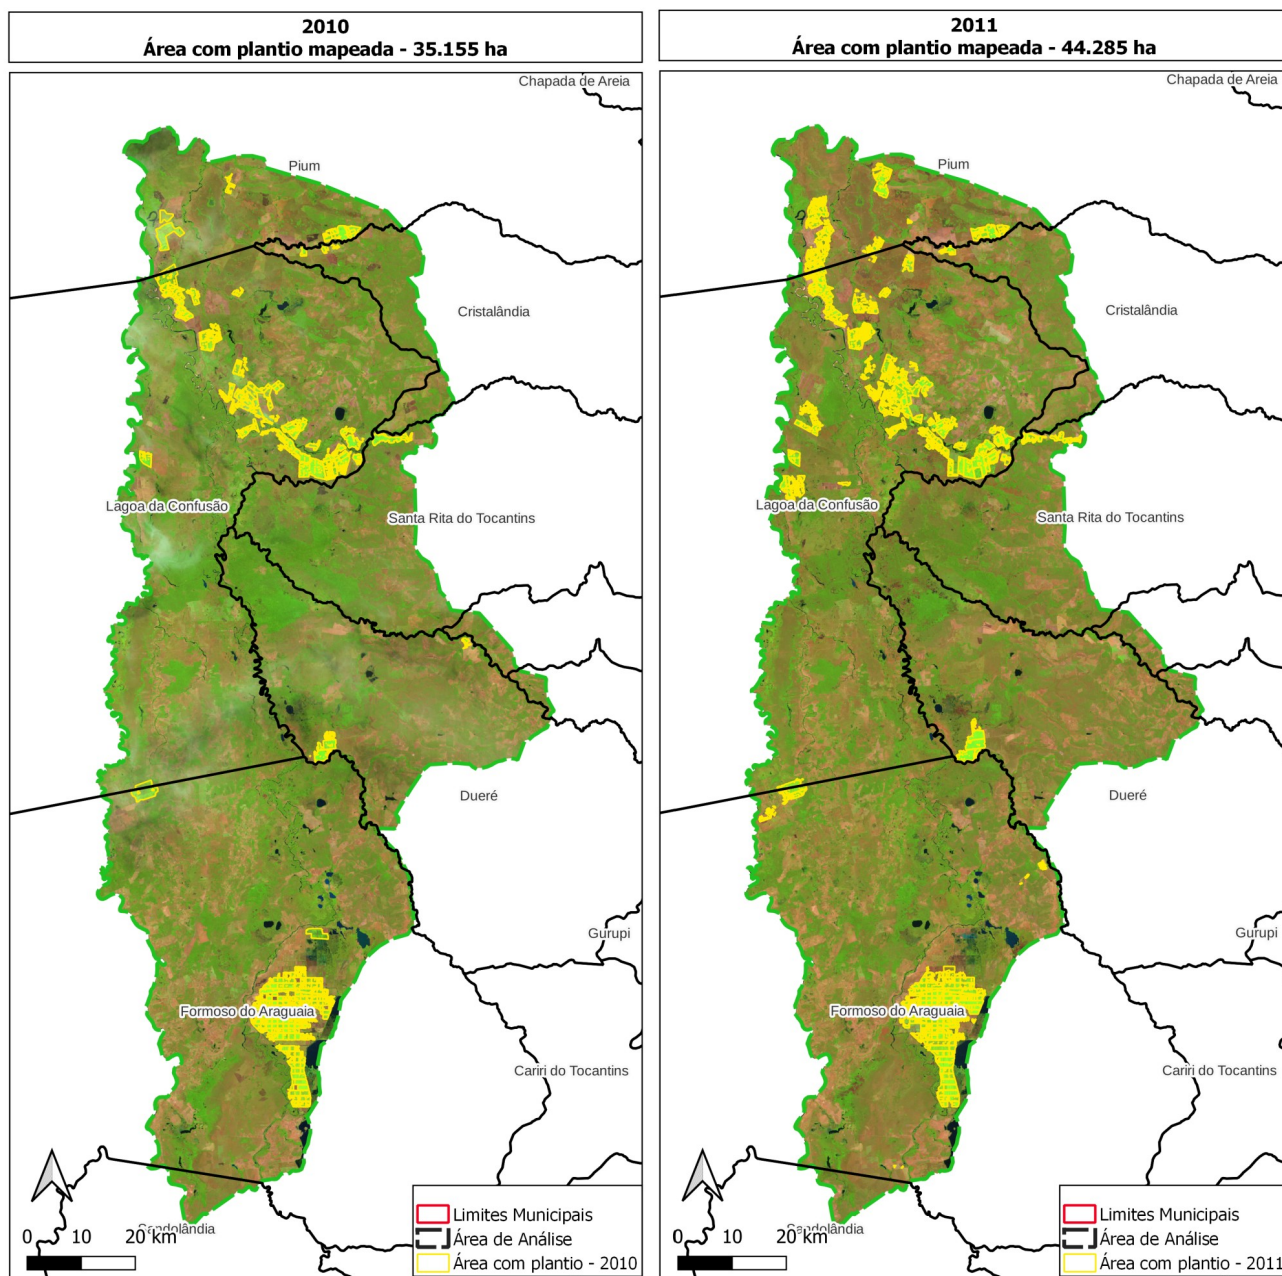 2010
Área com plantio mapeada - 35.155 ha
Chapada de Areia
Pium
Cristalândia
Lagoa da Confusão
Santa Rita do Tocantins
Dueré
Gurupi
Formoso do Araguaia
Cariri do Tocantins
Sandolândia
0 10 20 km
Limites Municipais
Área de Análise
Área com plantio - 2010
2011
Área com plantio mapeada - 44.285 ha
Chapada de Areia
Pium
Cristalândia
Lagoa da Confusão
Santa Rita do Tocantins
Dueré
Gurupi
Formoso do Araguaia
Cariri do Tocantins
Sandolândia
0 10 20 km
Limites Municipais
Área de Análise
Área com plantio - 2011